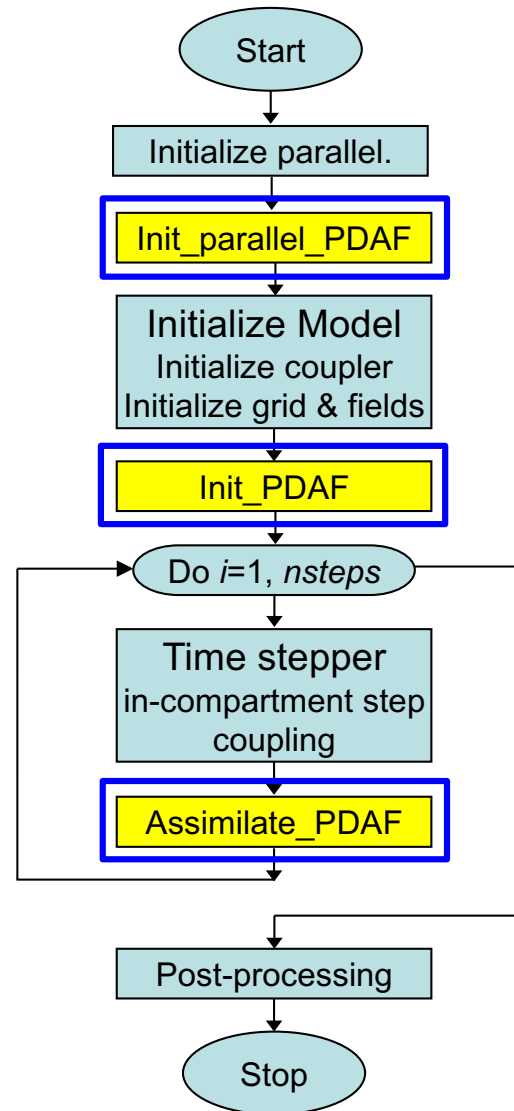 Start
Initialize parallel.
Init_parallel_PDAF
Initialize Model
Initialize coupler
Initialize grid & fields
Init_PDAF
Do i=1, nsteps
Time stepper
in-compartment step
coupling
Assimilate_PDAF
Post-processing
Stop